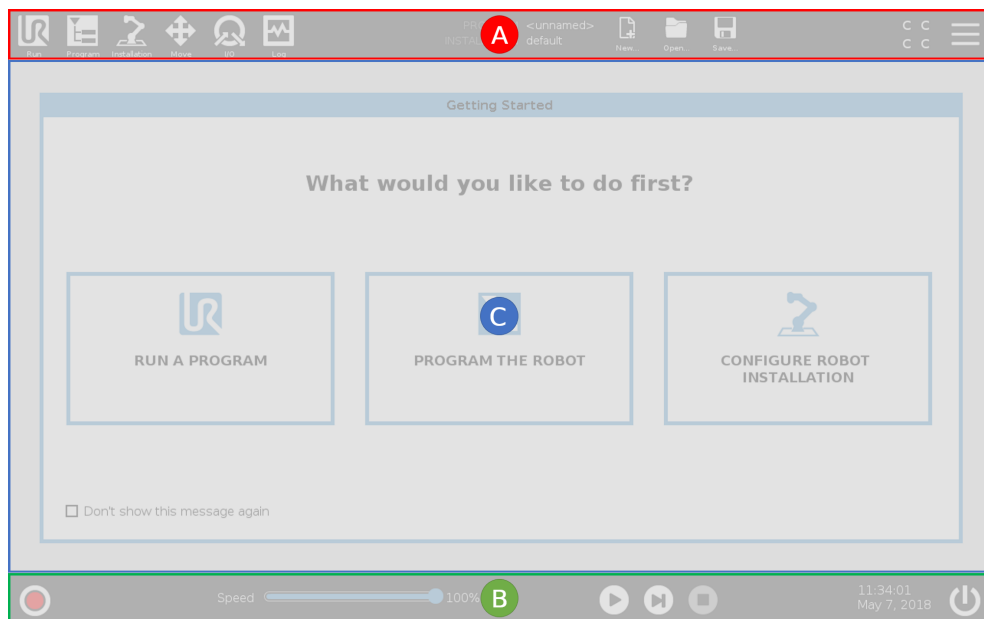 Run Program Installation Move I/O Log
<unnamed>
default
New... Open... Save...
C C
C C
A
Getting Started
What would you like to do first?
RUN A PROGRAM
PROGRAM THE ROBOT
CONFIGURE ROBOT
INSTALLATION
C
Don't show this message again
Speed 100%
B
11:34:01
May 7, 2018